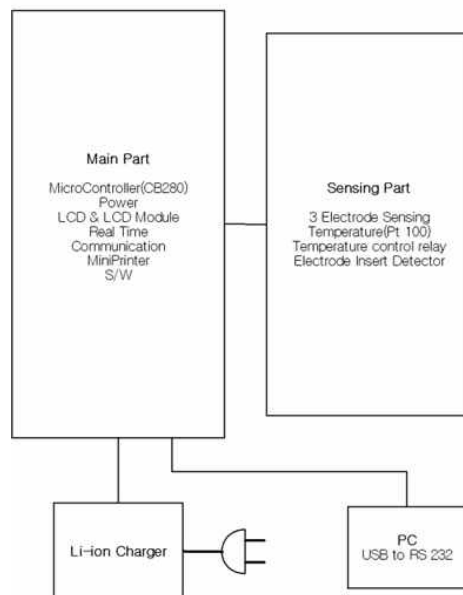 Main Part
MicroController(CB280)
Power
LCD & LCD Module
Real Time
Communication
MiniPrinter
S/W
Sensing Part
3 Electrode Sensing
Temperature(Pt 100)
Temperature control relay
Electrode Insert Detector
Li-ion Charger
PC
USB to RS 232